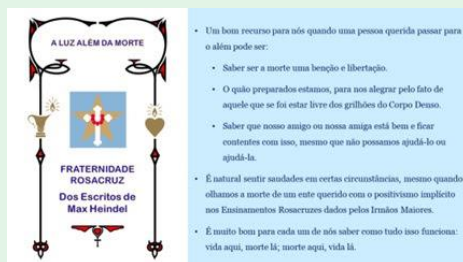 A LUZ ALÉM DA MORTE
FRATERNIDADE
ROSACRUZ
Dos Escritos de
Max Heindel
• Um bom recurso para nós quando uma pessoa querida passar para
o além pode ser:
• Saber ser a morte uma benção e libertação.
• O quão preparados estamos, para nos alegrar pelo fato de
aquele que se foi estar livre dos grilhões do Corpo Denso.
• Saber que nosso amigo ou nossa amiga está bem e ficar
contentes com isso, mesmo que não possamos ajudá-lo ou
ajudá-la.
• É natural sentir saudades em certas circunstâncias, mesmo quando
olhamos a morte de um ente querido com o positivismo implícito
nos Ensinamentos Rosacruzes dados pelos Irmãos Maiores.
• É muito bom para cada um de nós saber como tudo isso funciona:
vida aqui, morte lá; morte aqui, vida lá.